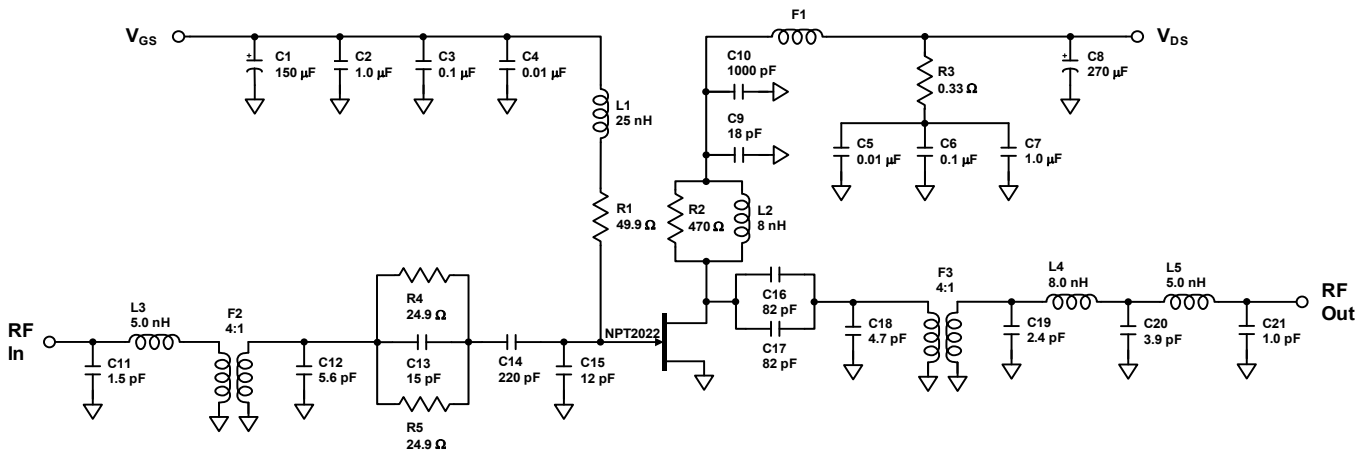 V_GS
C1
150 µF
C2
1.0 µF
C3
0.1 µF
C4
0.01 µF
L1
25 nH
R1
49.9 Ω
F1
C10
1000 pF
C9
18 pF
R2
470 Ω
L2
8 nH
R3
0.33 Ω
C5
0.01 µF
C6
0.1 µF
C7
1.0 µF
+
C8
270 µF
+
V_DS
RF
In
C11
1.5 pF
L3
5.0 nH
F2
4:1
C12
5.6 pF
R4
24.9 Ω
C13
15 pF
R5
24.9 Ω
C14
220 pF
C15
12 pF
NPT2022
C16
82 pF
C17
82 pF
C18
4.7 pF
F3
4:1
C19
2.4 pF
L4
8.0 nH
C20
3.9 pF
L5
5.0 nH
C21
1.0 pF
RF
Out